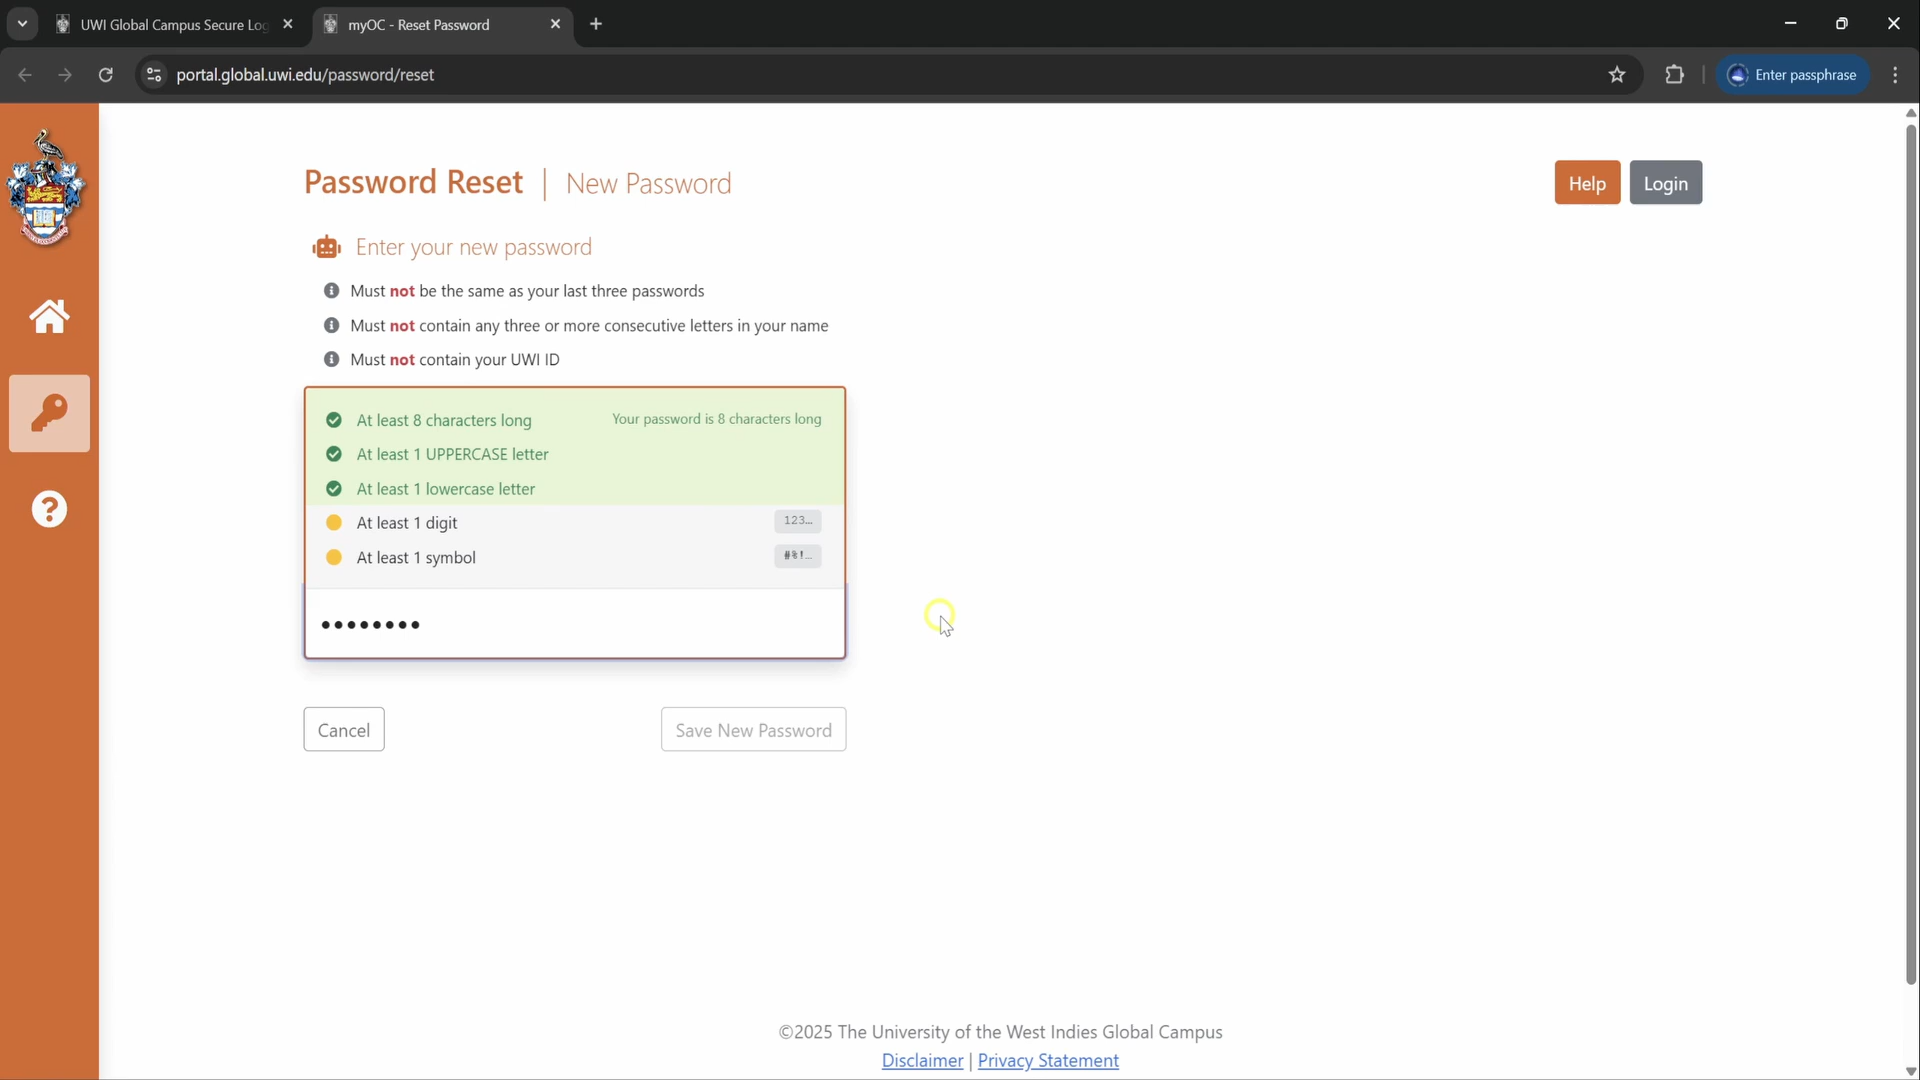 UWI Global Campus Secure Log
myOC - Reset Password
portal.global.uwi.edu/password/reset
Enter passphrase
Password Reset | New Password
Help
Login
Enter your new password
Must not be the same as your last three passwords
Must not contain any three or more consecutive letters in your name
Must not contain your UWI ID
At least 8 characters long
Your password is 8 characters long
At least 1 UPPERCASE letter
At least 1 lowercase letter
At least 1 digit
123...
At least 1 symbol
#%!...
Cancel
Save New Password
©2025 The University of the West Indies Global Campus
Disclaimer | Privacy Statement